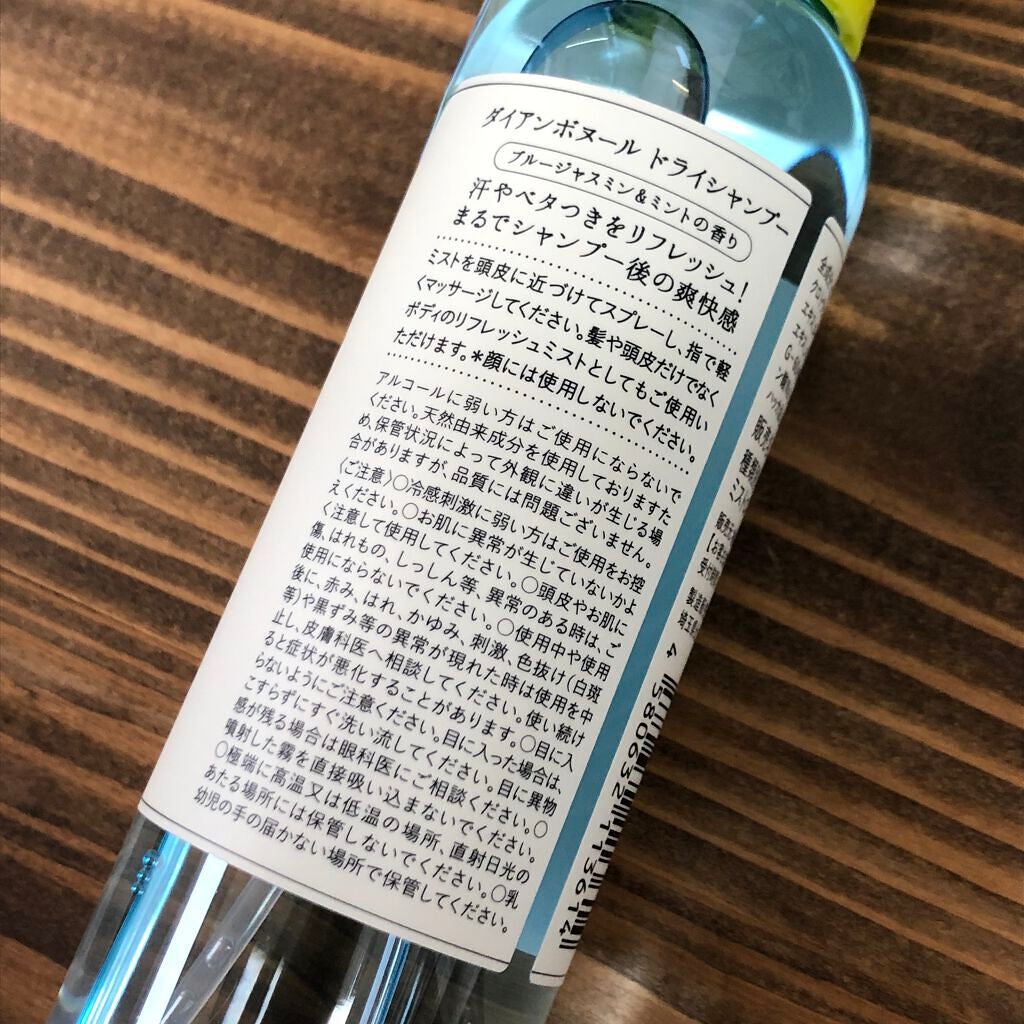 ダイアンボヌール ドライシャンプー
ブルージャスミン&ミントの香り
汗やベタつきをリフレッシュ!
まるでシャンプー後の爽快感
ミストを頭皮に近づけてスプレーし、指で軽
くマッサージしてください。髪や頭皮だけでなく
ボディのリフレッシュミストとしてもご使用い
ただけます。*顔には使用しないでください。
アルコールに弱い方はご使用にならないで
ください。天然由来成分を使用しておりますた
め、保管状況によって外観に違いが生じる場
合がありますが、品質には問題ございません。
〈ご注意〉○冷感刺激に弱い方はご使用をお控
えください。○お肌に異常が生じていないかよ
く注意して使用してください。○頭皮やお肌に
傷、はれもの、しっしん等、異常のある時は、ご
使用にならないでください。○使用中や使用
後に、赤み、はれ、かゆみ、刺激、色抜け(白斑
等)や黒ずみ等の異常が現れた時は使用を中
止し、皮膚科医へ相談してください。使い続け
ると症状が悪化することがあります。○目に入
らないようにご注意ください。目に入った場合は、
こすらずにすぐ洗い流してください。目に異物
感が残る場合は眼科医にご相談ください。○
噴射した霧を直接吸い込まないでください。
○極端に高温又は低温の場所、直射日光の
あたる場所には保管しないでください。○乳
幼児の手の届かない場所で保管してください。
4 580632 113614